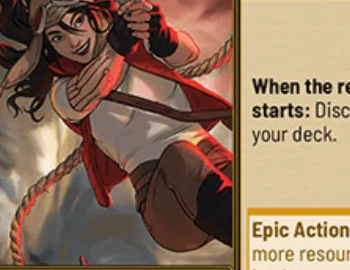 When the re
starts: Disc
your deck.
Epic Action
more resour